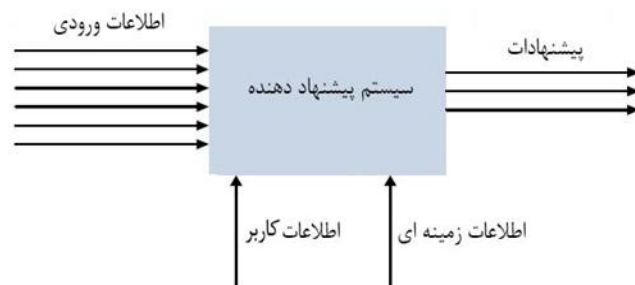 اطلاعات ورودی
پیشنهادات
سیستم پیشنهاد دهنده
اطلاعات زمینه ای
اطلاعات کاربر